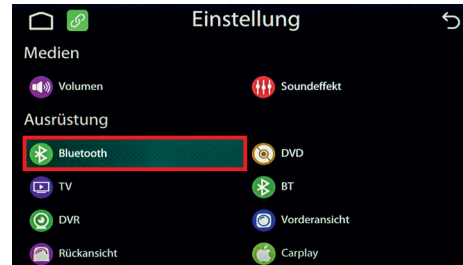 Einstellung
Medien
Volumen
Soundeffekt
Ausrüstung
Bluetooth
DVD
TV
BT
DVR
Vorderansicht
Rückansicht
Carplay